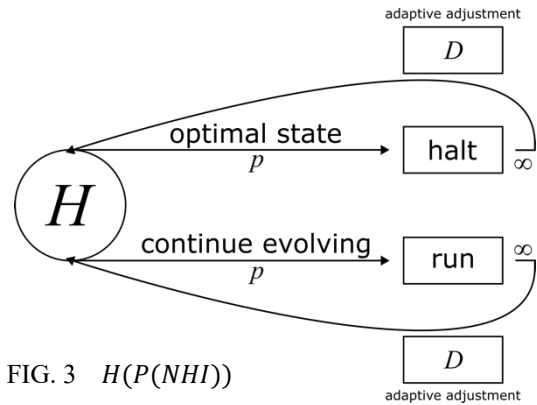 adaptive adjustment
D
optimal state
p
halt
∞
H
continue evolving
p
run
∞
D
FIG. 3 H(P(NHI))
adaptive adjustment